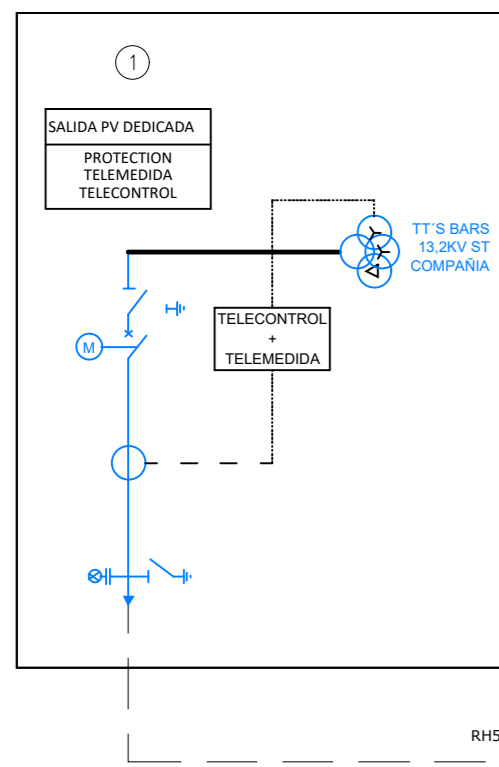 1
SALIDA PV DEDICADA
PROTECTION
TELEMEDIDA
TELECONTROL
TT´S BARS
13,2KV ST
COMPAÑIA
TELECONTROL
+
TELEMEDIDA
M
RH5